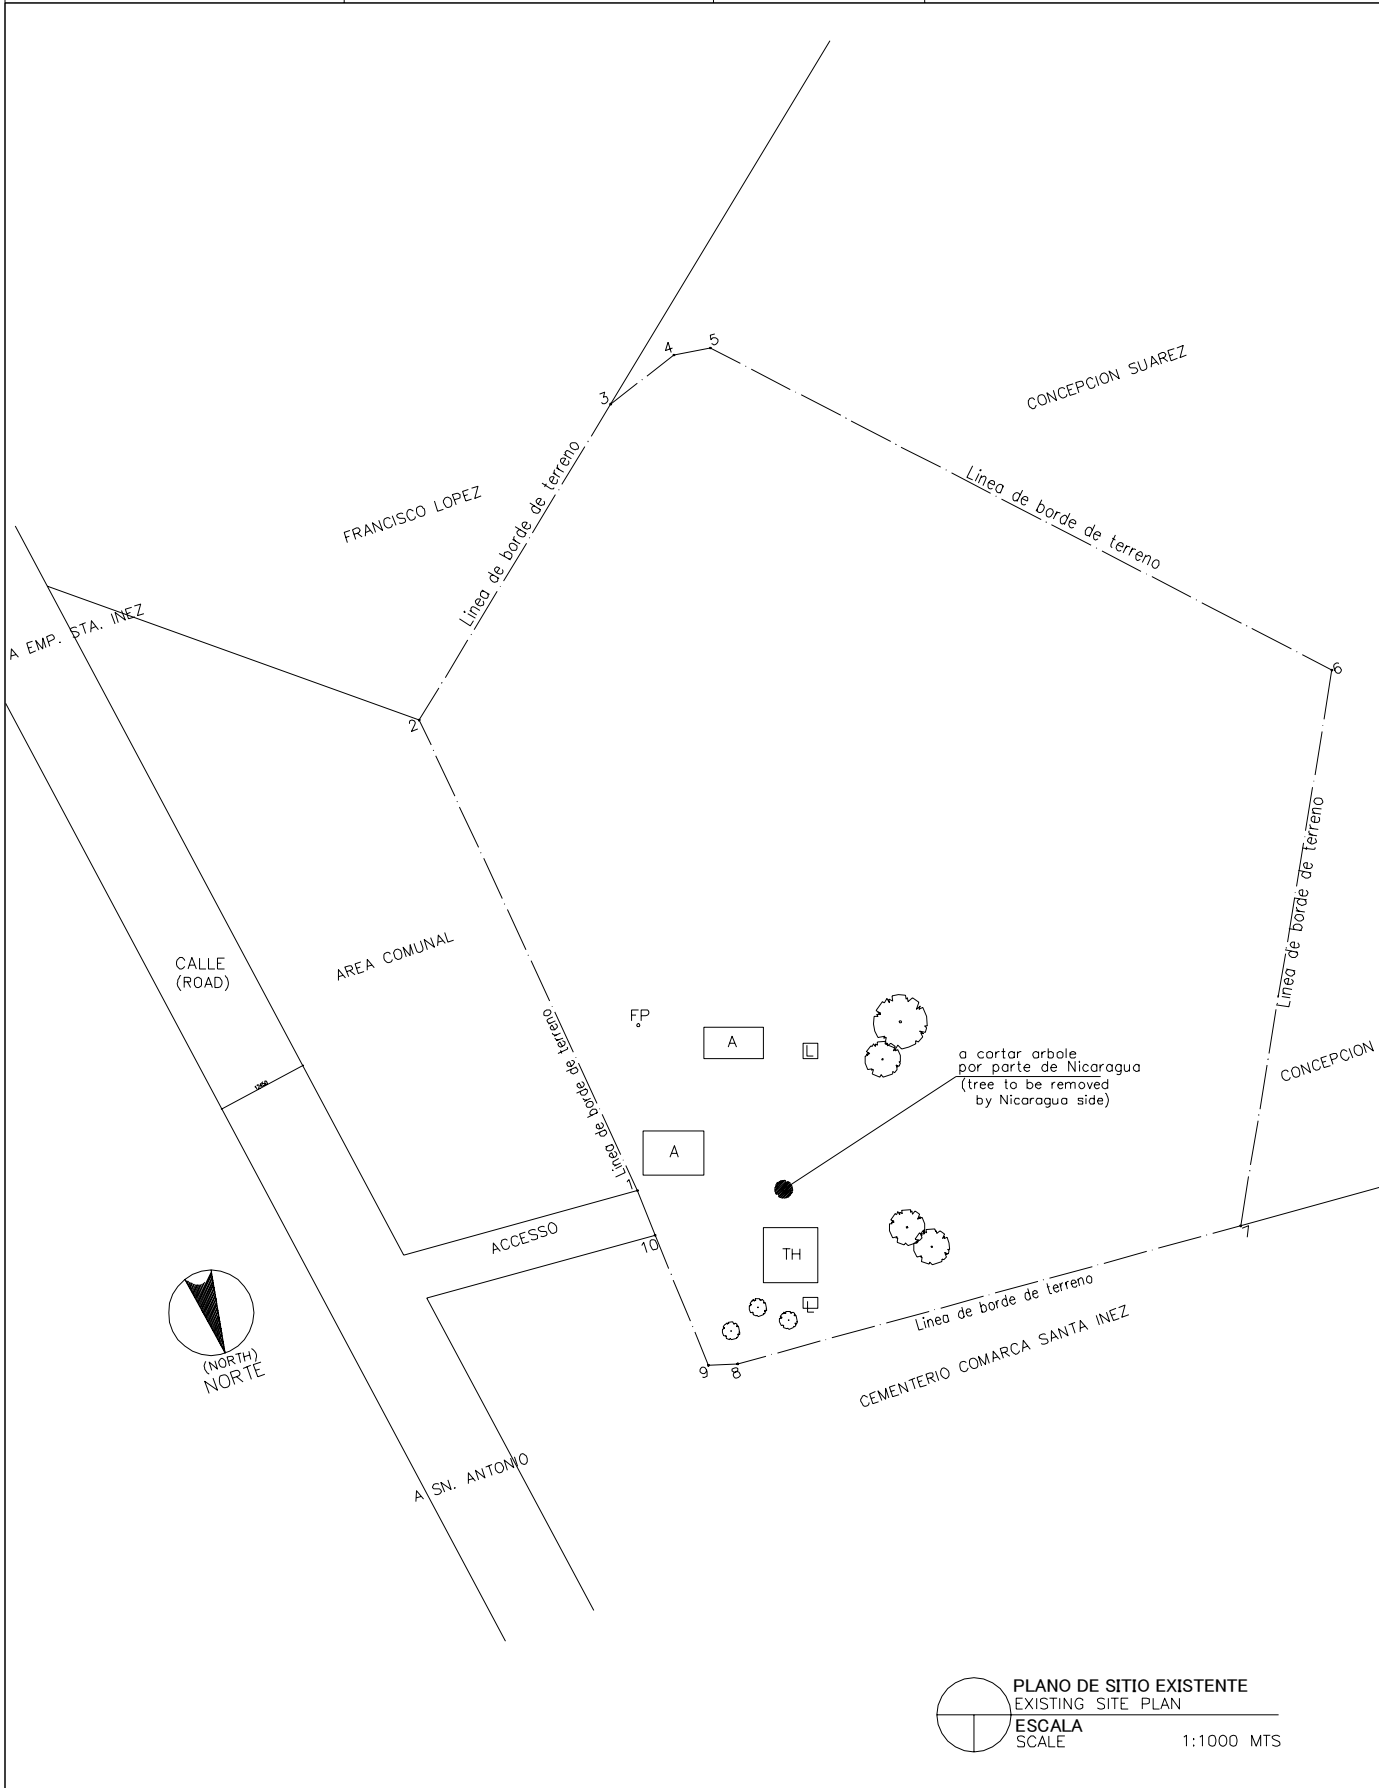 4
5
CONCEPCION SUAREZ
3
Linea de borde de terreno
Linea de borde de terreno
FRANCISCO LOPEZ
A EMP. STA. INEZ
6
2
Linea de borde de terreno
AREA COMUNAL
CALLE
(ROAD)
FP
Linea de borde de terreno
A
L
a cortar arbole
por parte de Nicaragua
(tree to be removed
by Nicaragua side)
CONCEPCION
A
1
ACCESSO
10
TH
7
L
Linea de borde de terreno
CEMENTERIO COMARCA SANTA INEZ
(NORTH)
NORTE
9
8
A SN. ANTONIO
PLANO DE SITIO EXISTENTE
EXISTING SITE PLAN
ESCALA
SCALE
1:1000 MTS